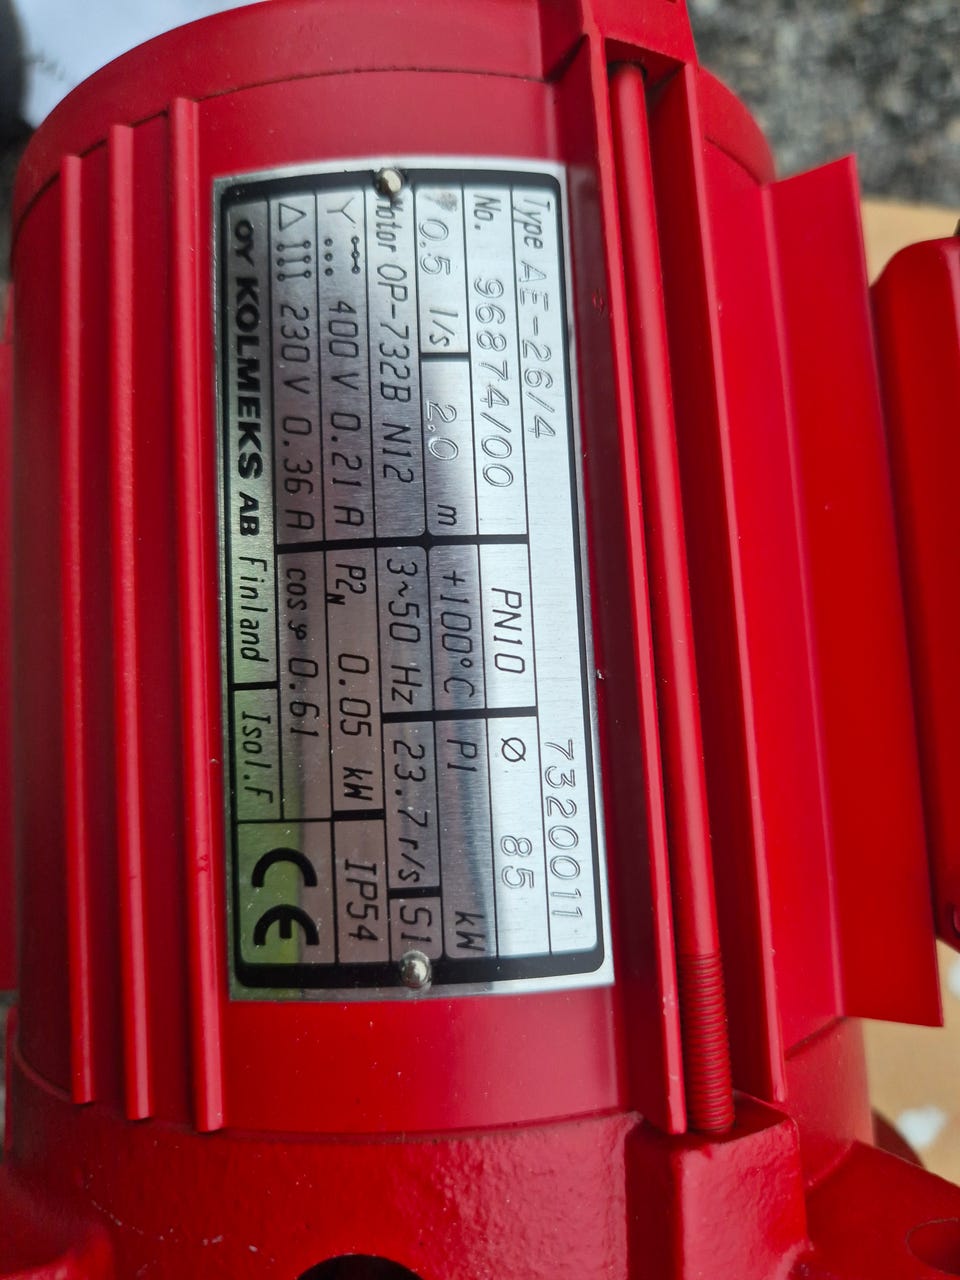 Type AE-26/4 7320011
No. 96874/00 PN10 Ø 85
0.5 l/s 2.0 m +100°C P1 kW
Motor OP-732B N12 3~50 Hz 23.7 r/s S1
Y 400 V 0.21 A P2N 0.05 kW IP54
Δ 230 V 0.36 A cos φ 0.61
OY KOLMEKS AB Finland Isol.F CE